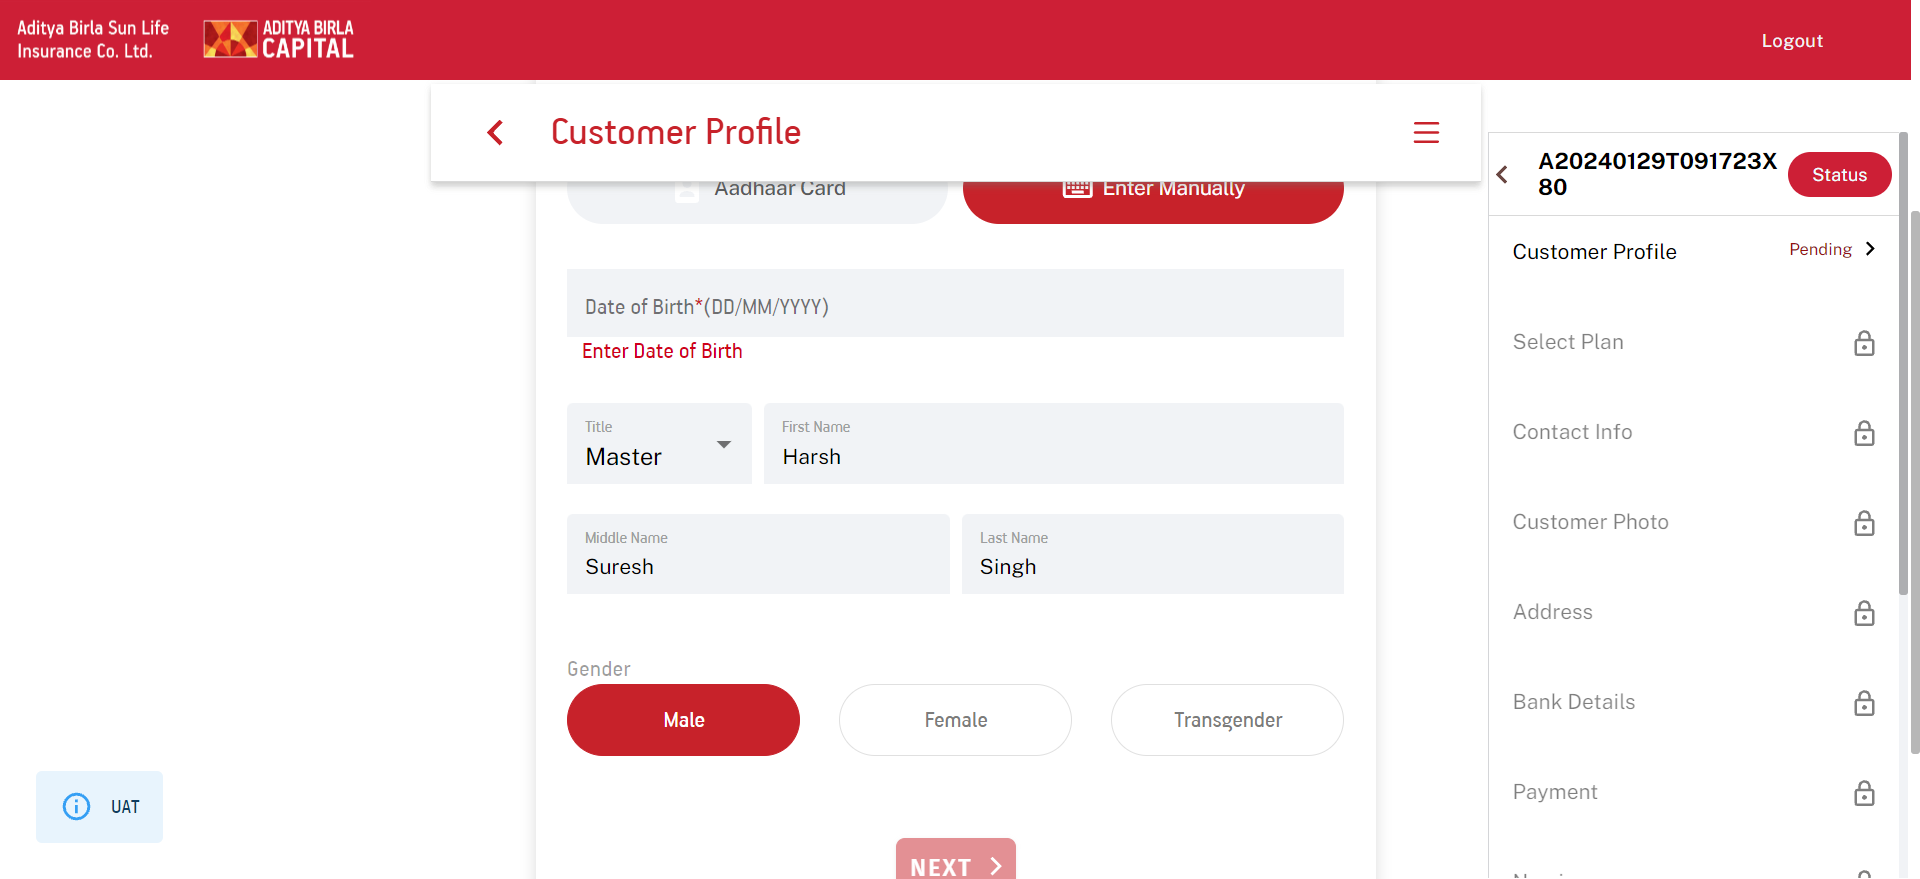 Aditya Birla Sun Life
Insurance Co. Ltd.
ADITYA BIRLA
CAPITAL
Logout
Customer Profile
Aadhaar Card
Enter Manually
Date of Birth*(DD/MM/YYYY)
Enter Date of Birth
Title
Master
First Name
Harsh
Middle Name
Suresh
Last Name
Singh
Gender
Male
Female
Transgender
NEXT
UAT
A20240129T091723X
80
Status
Customer Profile
Pending
Select Plan
Contact Info
Customer Photo
Address
Bank Details
Payment